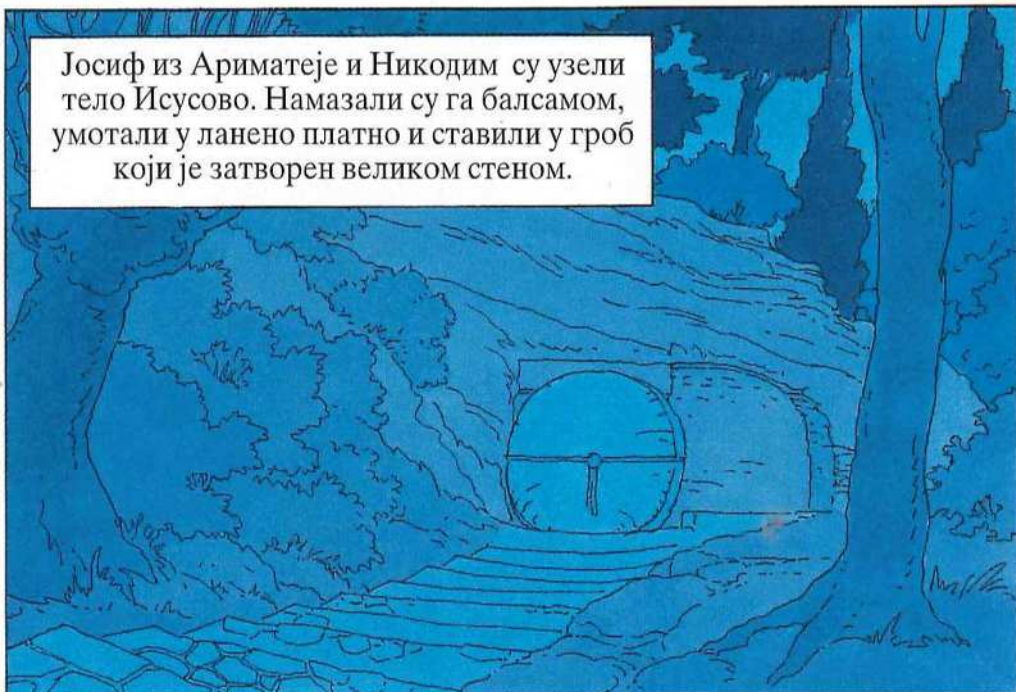 Јосиф из Ариматеје и Никодим су узели
тело Исусово. Намазали су га балсамом,
умотали у ланено платно и ставили у гроб
који је затворен великом стеном.